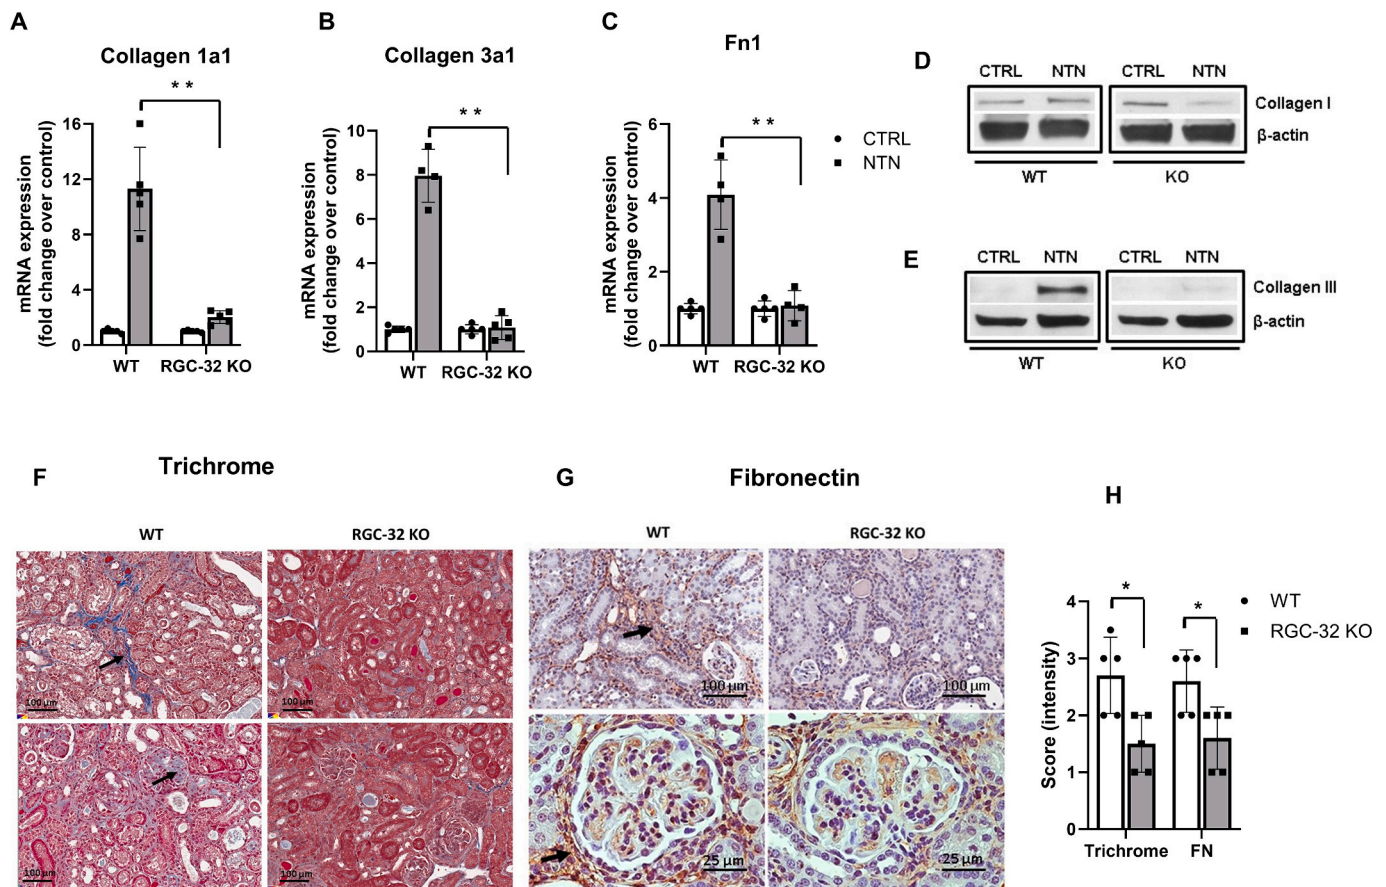 A
Collagen 1a1
* *
mRNA expression
(fold change over control)
16
12
8
4
0
WT
RGC-32 KO
B
Collagen 3a1
* *
mRNA expression
(fold change over control)
10
8
6
4
2
0
WT
RGC-32 KO
C
Fn1
* *
mRNA expression
(fold change over control)
6
4
2
0
WT
RGC-32 KO
CTRL
NTN
D
CTRL NTN CTRL NTN
Collagen I
β-actin
WT KO
E
CTRL NTN CTRL NTN
Collagen III
β-actin
WT KO
F
Trichrome
WT
RGC-32 KO
100 µm
100 µm
100 µm
100 µm
G
Fibronectin
WT
RGC-32 KO
100 µm
100 µm
25 µm
25 µm
H
*
*
Score (intensity)
4
3
2
1
0
Trichrome
FN
WT
RGC-32 KO